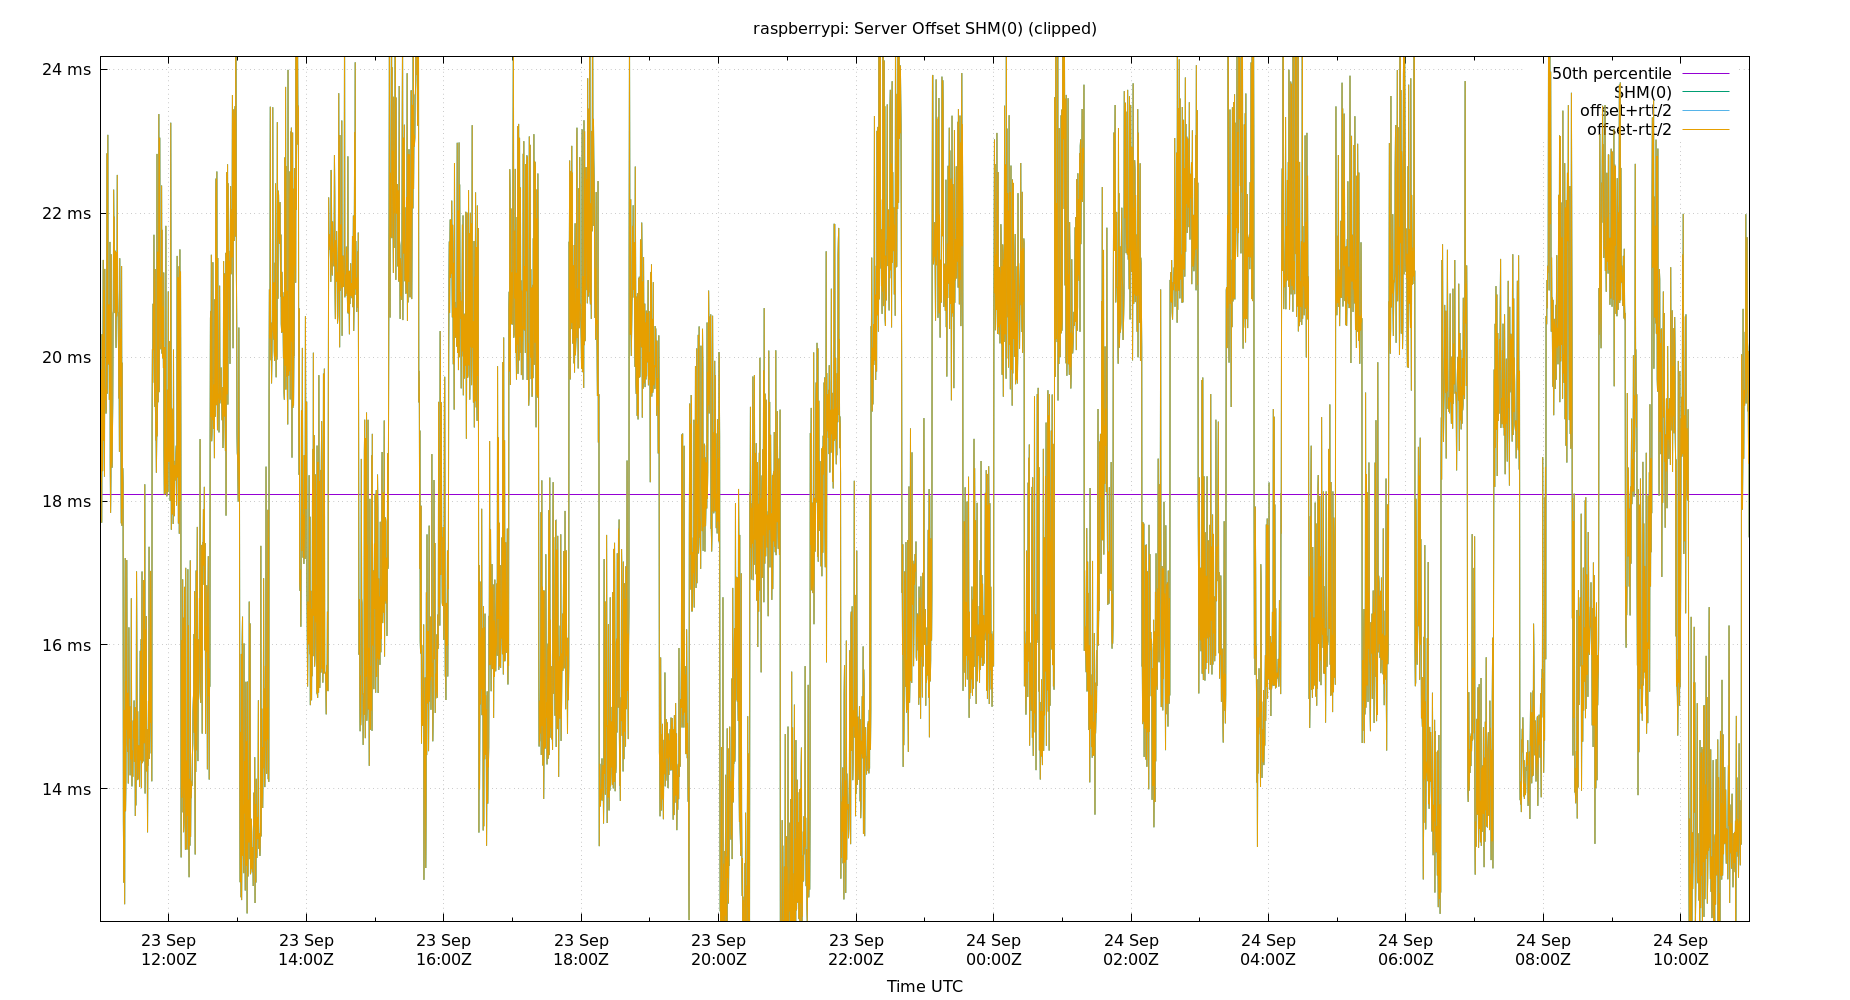 raspberrypi: Server Offset SHM(0) (clipped)
24 ms
22 ms
20 ms
18 ms
16 ms
14 ms
50th percentile
SHM(0)
offset+rtt/2
offset-rtt/2
23 Sep 23 Sep 23 Sep 23 Sep 23 Sep 23 Sep 24 Sep 24 Sep 24 Sep 24 Sep 24 Sep 24 Sep
12:00Z 14:00Z 16:00Z 18:00Z 20:00Z 22:00Z 00:00Z 02:00Z 04:00Z 06:00Z 08:00Z 10:00Z
Time UTC